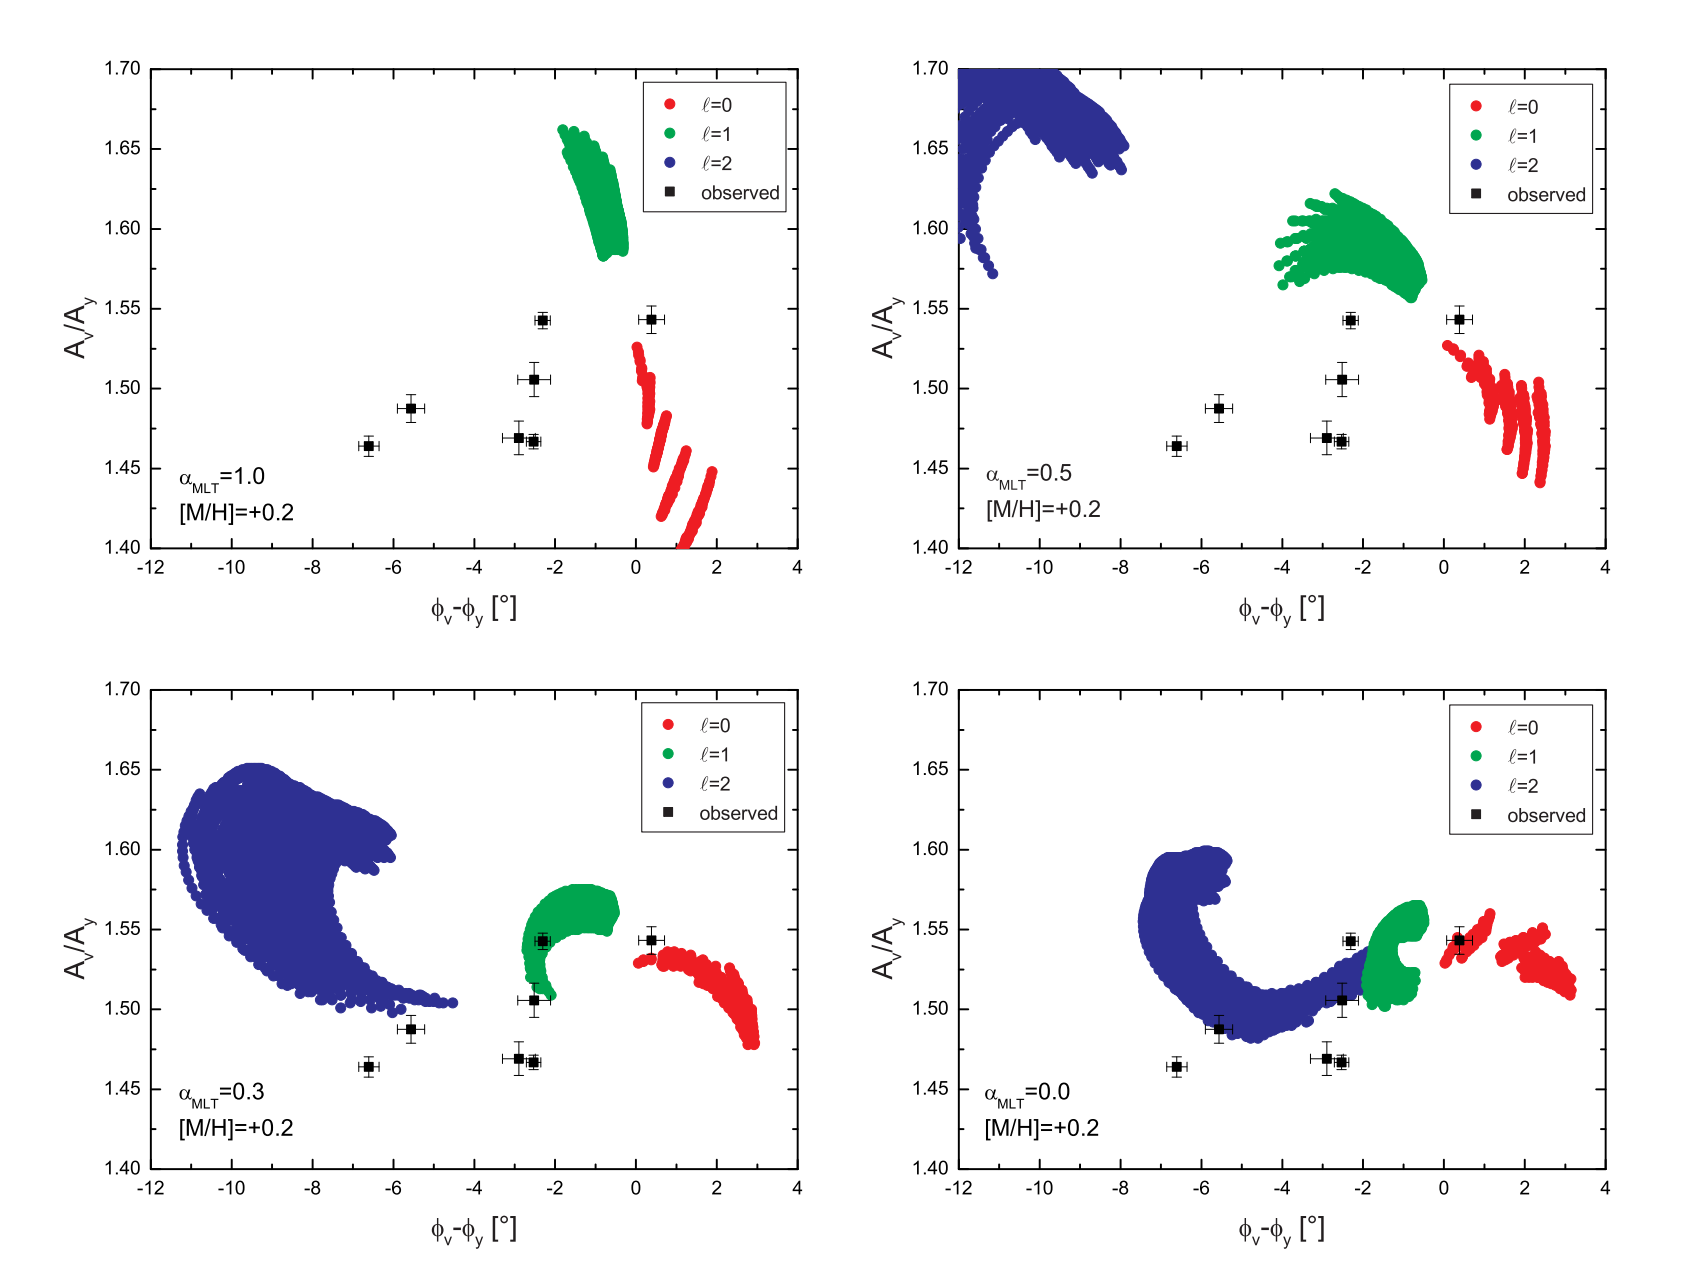 1.70
1.65
1.60
1.55
1.50
1.45
1.40
A_v/A_y
ℓ=0
ℓ=1
ℓ=2
observed
α_MLT=1.0
[M/H]=+0.2
-12 -10 -8 -6 -4 -2 0 2 4
ϕ_v-ϕ_y [°]
1.70
1.65
1.60
1.55
1.50
1.45
1.40
A_v/A_y
ℓ=0
ℓ=1
ℓ=2
observed
α_MLT=0.5
[M/H]=+0.2
-12 -10 -8 -6 -4 -2 0 2 4
ϕ_v-ϕ_y [°]
1.70
1.65
1.60
1.55
1.50
1.45
1.40
A_v/A_y
ℓ=0
ℓ=1
ℓ=2
observed
α_MLT=0.3
[M/H]=+0.2
-12 -10 -8 -6 -4 -2 0 2 4
ϕ_v-ϕ_y [°]
1.70
1.65
1.60
1.55
1.50
1.45
1.40
A_v/A_y
ℓ=0
ℓ=1
ℓ=2
observed
α_MLT=0.0
[M/H]=+0.2
-12 -10 -8 -6 -4 -2 0 2 4
ϕ_v-ϕ_y [°]